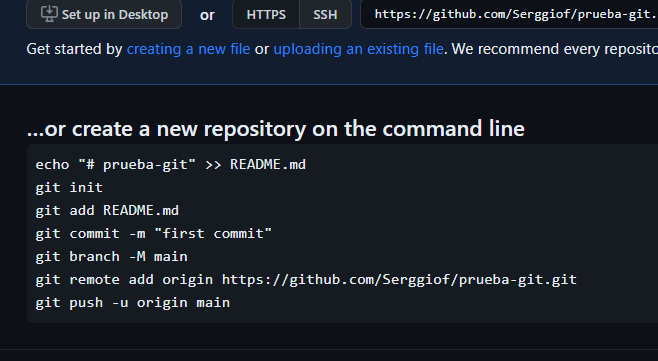 Set up in Desktop or HTTPS SSH https://github.com/Serggiof/prueba-git.
Get started by creating a new file or uploading an existing file. We recommend every reposito
...or create a new repository on the command line
echo "# prueba-git" >> README.md
git init
git add README.md
git commit -m "first commit"
git branch -M main
git remote add origin https://github.com/Serggiof/prueba-git.git
git push -u origin main